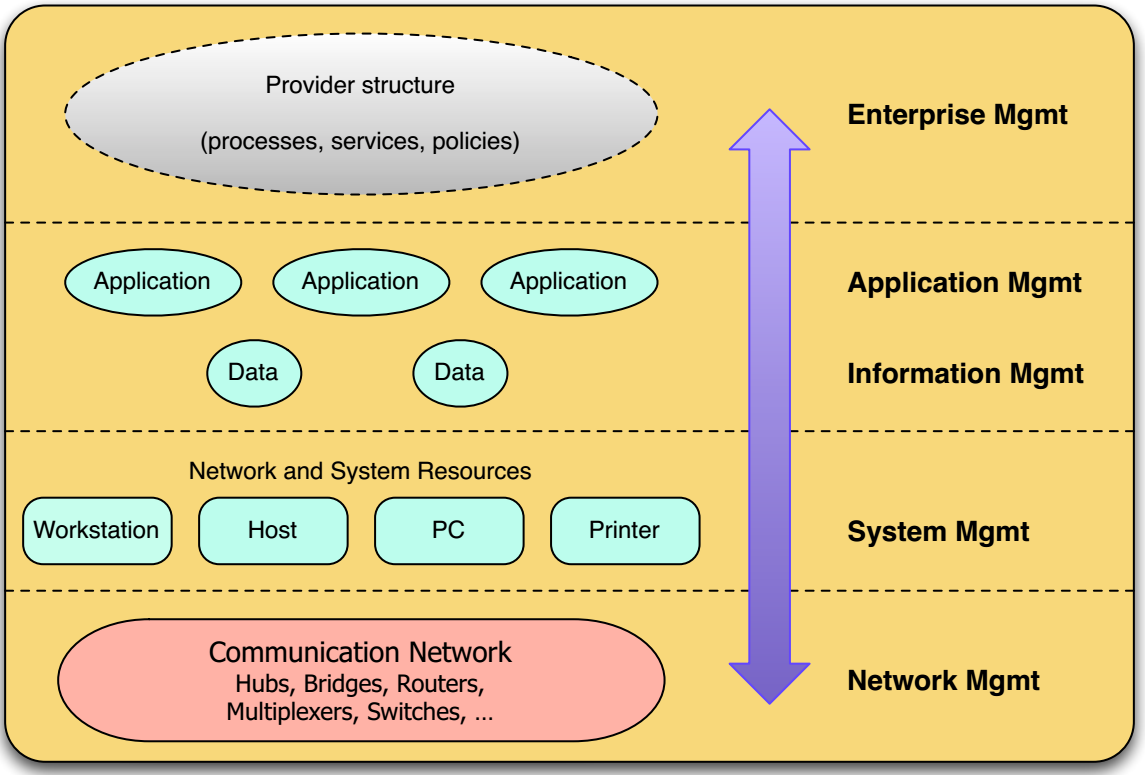 Provider structure
(processes, services, policies)
Enterprise Mgmt
Application Application Application
Application Mgmt
Data Data
Information Mgmt
Network and System Resources
Workstation Host PC Printer
System Mgmt
Communication Network
Hubs, Bridges, Routers,
Multiplexers, Switches, ...
Network Mgmt